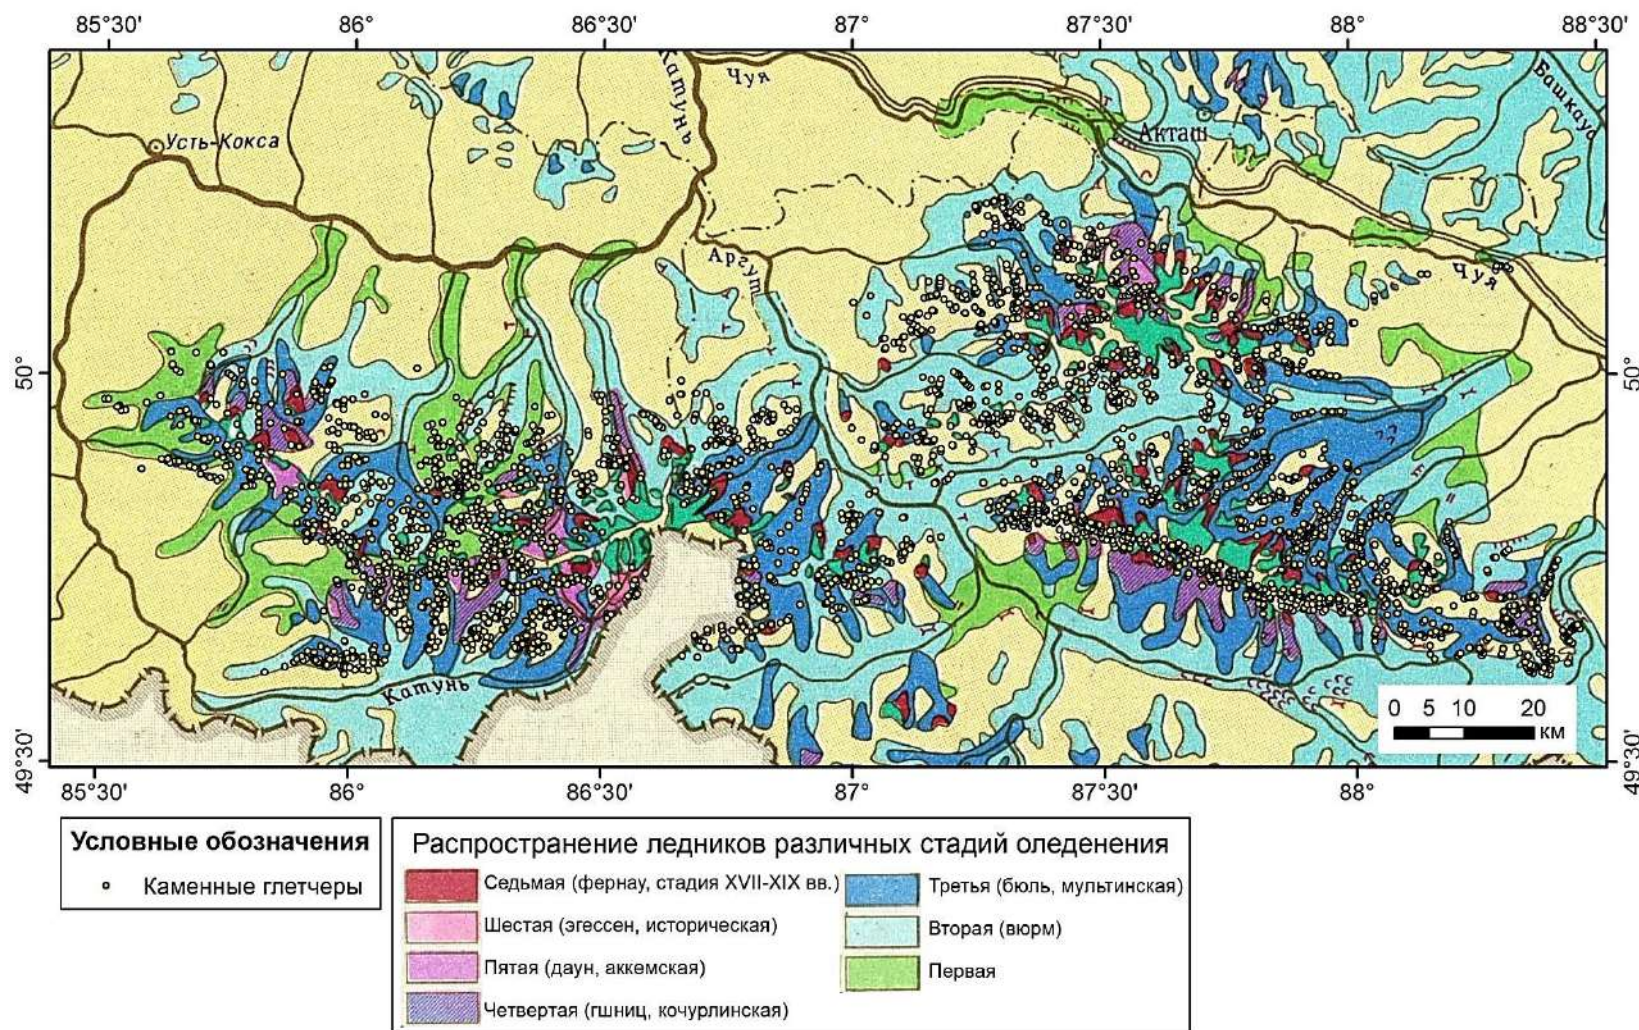 85°30' 86° 86°30' 87° 87°30' 88° 88°30'
Катунь
Чуя
Башкаус
Усть-Кокса
Акташ
Аргут
Чуя
50° 50°
Катунь
0 5 10 20
км
49°30' 49°30'
85°30' 86° 86°30' 87° 87°30' 88°
Условные обозначения
Каменные глетчеры
Распространение ледников различных стадий оледенения
Седьмая (фернау, стадия XVII-XIX вв.)
Шестая (эгессен, историческая)
Пятая (даун, аккемская)
Четвертая (гшниц, кочурлинская)
Третья (бюль, мультинская)
Вторая (вюрм)
Первая